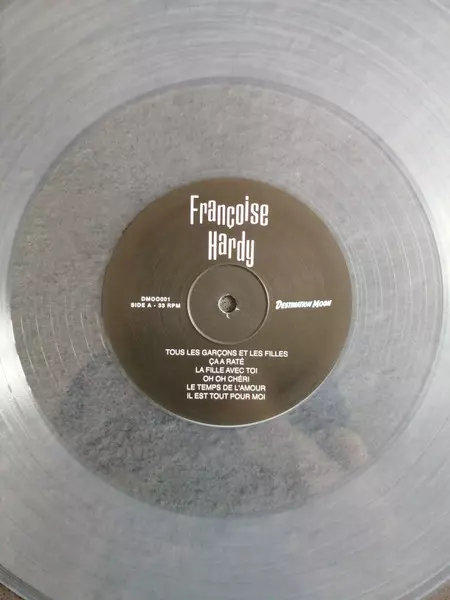 Françoise
Hardy
DMOO001
SIDE A - 33 RPM
DESTINATION MOON
TOUS LES GARÇONS ET LES FILLES
ÇA A RATÉ
LA FILLE AVEC TOI
OH OH CHÉRI
LE TEMPS DE L'AMOUR
IL EST TOUT POUR MOI